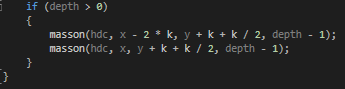 if (depth > 0)
{
masson(hdc, x - 2 * k, y + k + k / 2, depth - 1);
masson(hdc, x, y + k + k / 2, depth - 1);
}
}